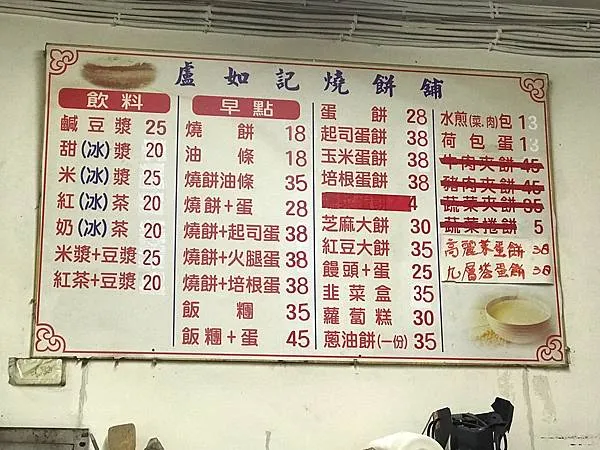 盧如記燒餅舖
飲料
鹹豆漿 25
甜(冰)漿 20
米(冰)漿 25
紅(冰)茶 20
奶(冰)茶 20
米漿+豆漿 25
紅茶+豆漿 20
早點
燒餅 18
油條 18
燒餅油條 35
燒餅+蛋 28
燒餅+起司蛋 38
燒餅+火腿蛋 38
燒餅+培根蛋 38
飯糰 35
飯糰+蛋 45
蛋餅 28
起司蛋餅 38
玉米蛋餅 38
培根蛋餅 38
4
芝麻大餅 30
紅豆大餅 35
饅頭+蛋 25
韭菜盒 35
蘿蔔糕 30
蔥油餅(一份) 35
水煎(菜.肉)包 13
荷包蛋 13
牛肉夾餅 45
豬肉夾餅 45
蔬菜夾餅 35
蔬菜捲餅 5
高麗菜蛋餅 38
九層塔蛋餅 38